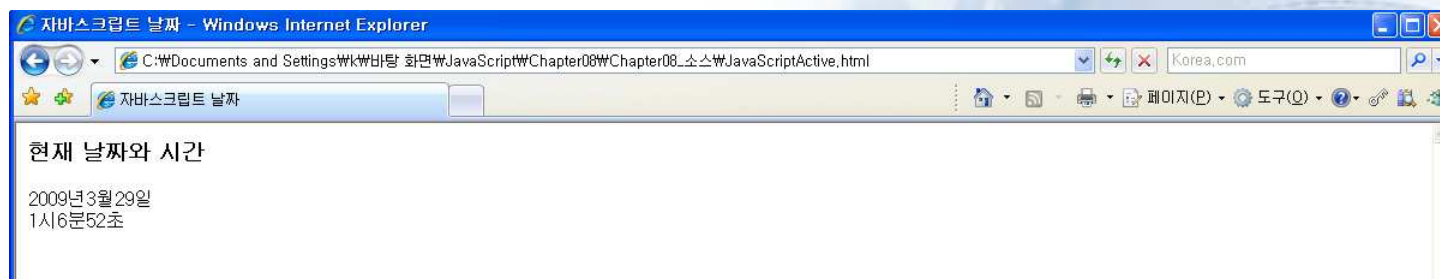 자바스크립트 날짜 - Windows Internet Explorer
C:₩Documents and Settings₩k₩바탕 화면₩JavaScript₩Chapter08₩Chapter08_소스₩JavaScriptActive.html
Korea.com
자바스크립트 날짜
페이지(P) 도구(O)
현재 날짜와 시간
2009년3월29일
1시6분52초